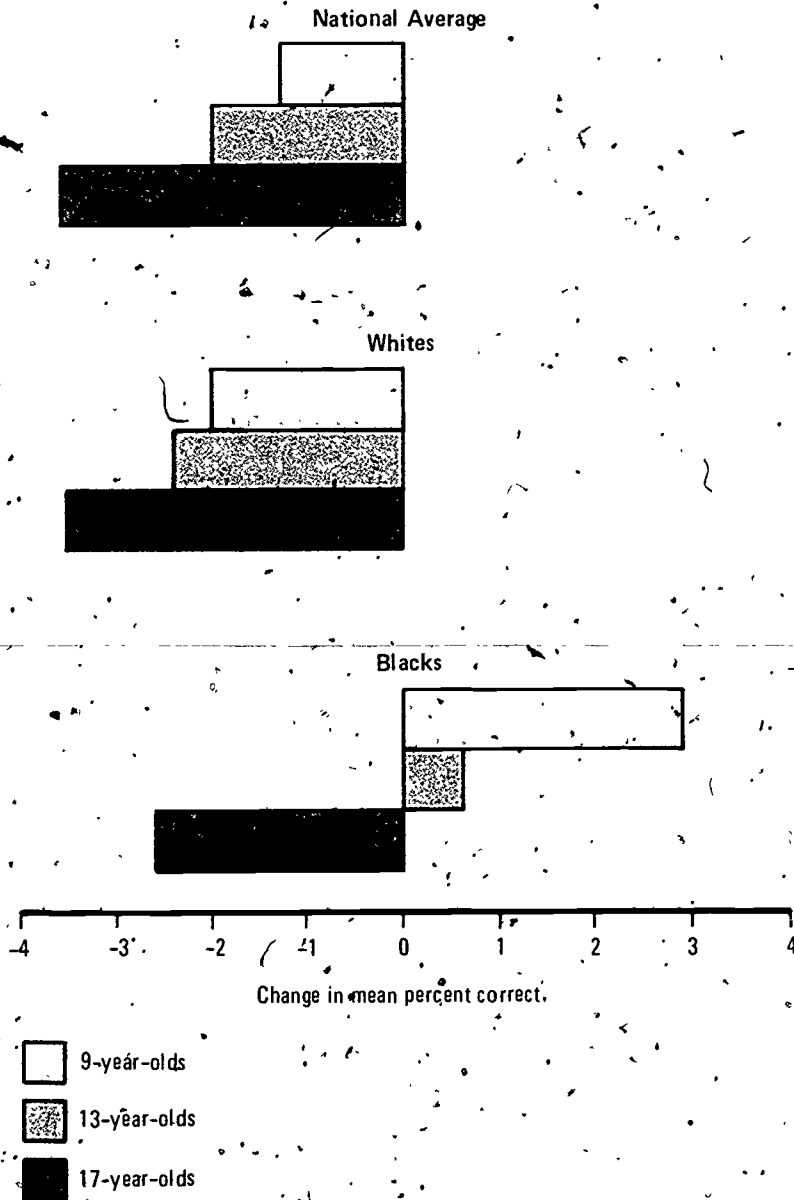 National Average
Whites
Blacks
-4 -3 -2 -1 0 1 2 3 4
Change in mean percent correct.
9-year-olds
13-year-olds
17-year-olds